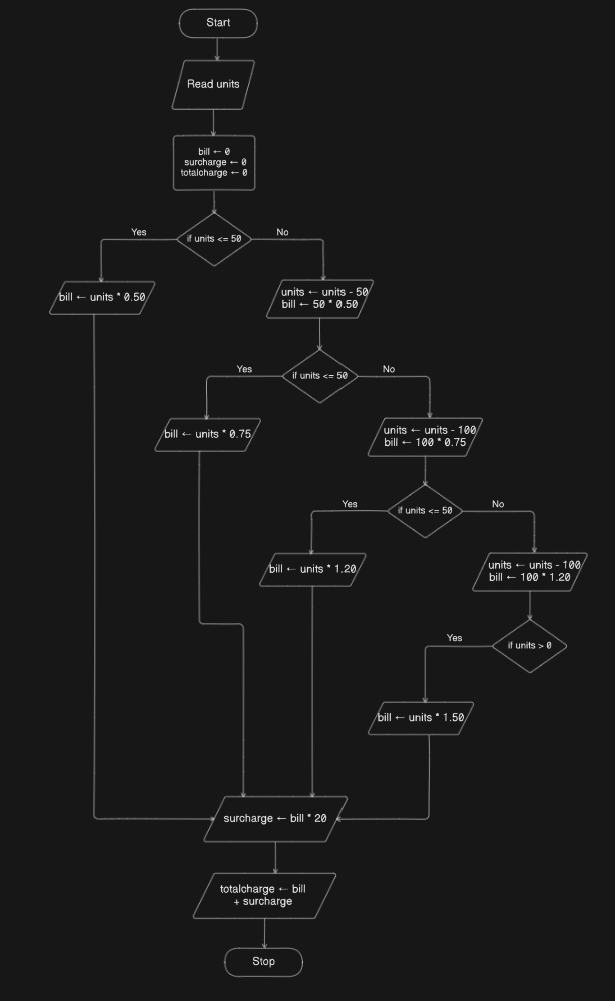 Start
Read units
bill ← 0
surcharge ← 0
totalcharge ← 0
if units <= 50
Yes
No
bill ← units * 0.50
units ← units - 50
bill ← 50 * 0.50
if units <= 50
Yes
No
bill ← units * 0.75
units ← units - 100
bill ← 100 * 0.75
if units <= 50
Yes
No
bill ← units * 1.20
units ← units - 100
bill ← 100 * 1.20
if units > 0
Yes
bill ← units * 1.50
surcharge ← bill * 20
totalcharge ← bill
+ surcharge
Stop